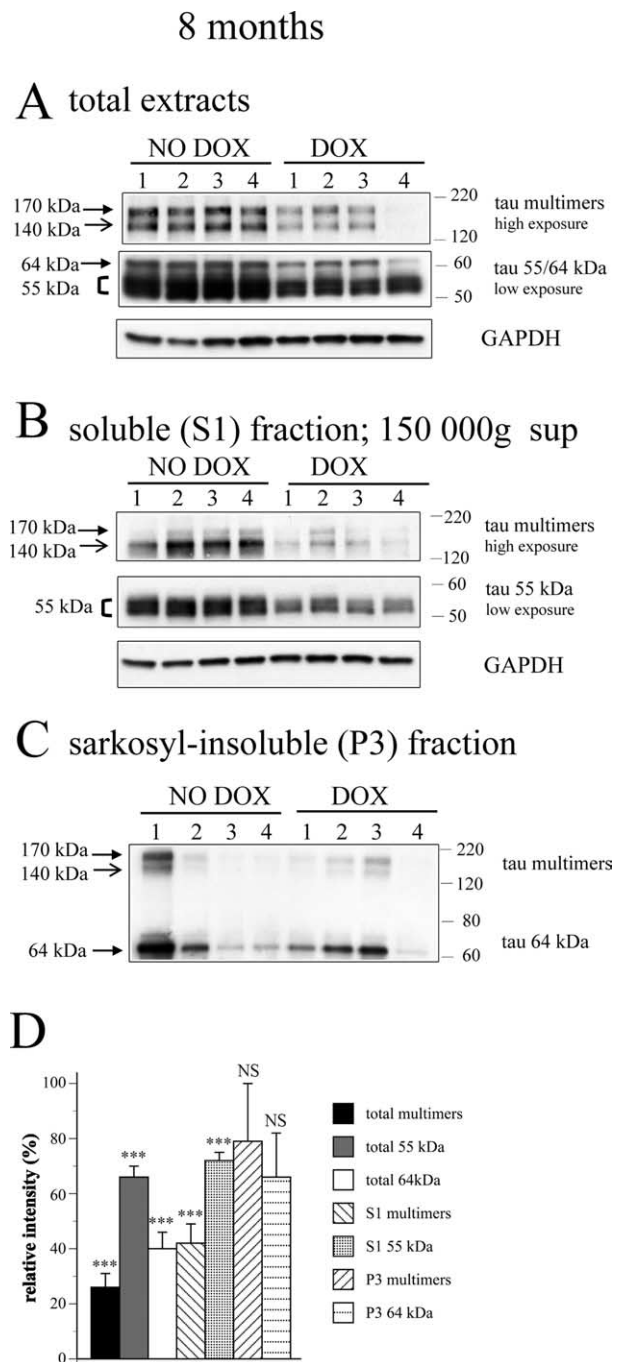 8 months
A total extracts
NO DOX DOX
1 2 3 4 1 2 3 4
170 kDa
140 kDa
220
120
tau multimers
high exposure
64 kDa
55 kDa
60
50
tau 55/64 kDa
low exposure
GAPDH
B soluble (S1) fraction; 150 000g sup
NO DOX DOX
1 2 3 4 1 2 3 4
170 kDa
140 kDa
220
120
tau multimers
high exposure
55 kDa
60
50
tau 55 kDa
low exposure
GAPDH
C sarkosyl-insoluble (P3) fraction
NO DOX DOX
1 2 3 4 1 2 3 4
170 kDa
140 kDa
64 kDa
220
120
80
60
tau multimers
tau 64 kDa
D
relative intensity (%)
100
80
60
40
20
0
*** *** *** *** *** NS NS
total multimers
total 55 kDa
total 64kDa
S1 multimers
S1 55 kDa
P3 multimers
P3 64 kDa